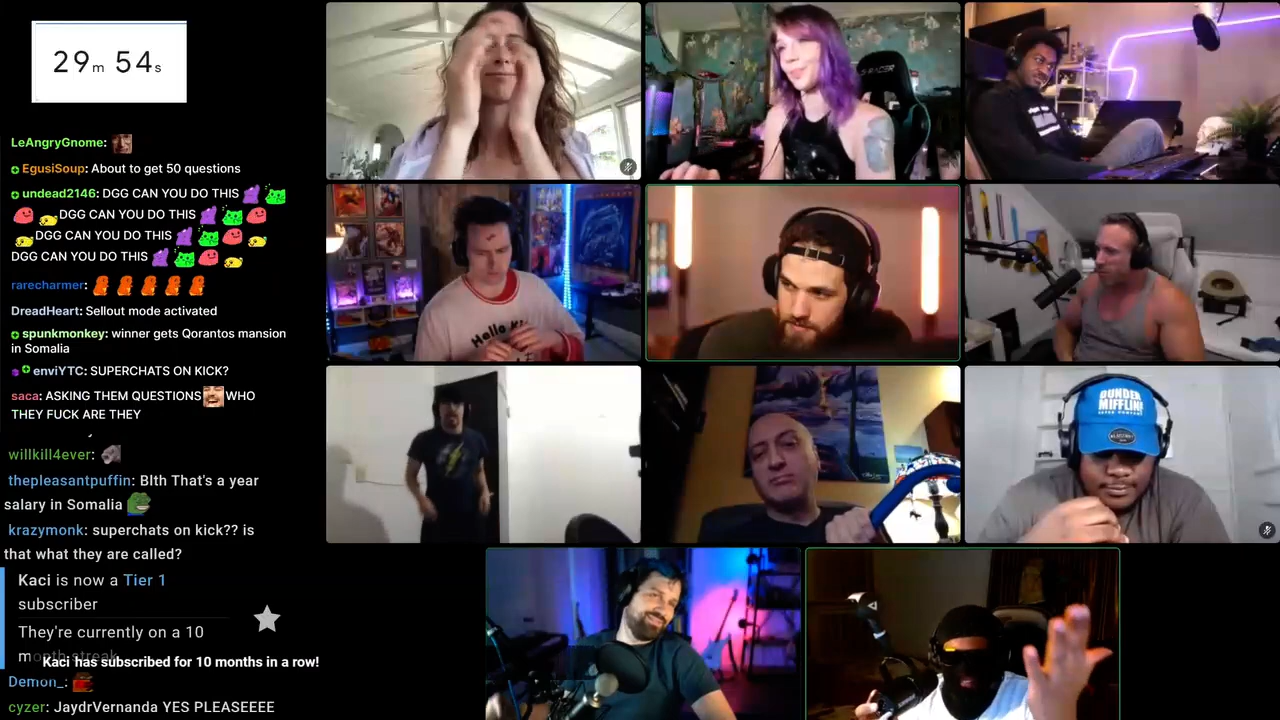 29m 54s
LeAngryGnome:
EgusiSoup: About to get 50 questions
undead2146: DGG CAN YOU DO THIS
DGG CAN YOU DO THIS
DGG CAN YOU DO THIS
DGG CAN YOU DO THIS
rarecharmer:
DreadHeart: Sellout mode activated
spunkmonkey: winner gets Qorantos mansion
in Somalia
enviYTC: SUPERCHATS ON KICK?
saca: ASKING THEM QUESTIONS WHO
THEY FUCK ARE THEY
willkill4ever:
thepleasantpuffin: BIth That's a year
salary in Somalia
krazymonk: superchats on kick?? is
that what they are called?
Kaci is now a Tier 1
subscriber
They're currently on a 10
month streak
Kaci has subscribed for 10 months in a row!
Demon_:
cyzer: JaydrVernanda YES PLEASEEEE
RACER
Hello Ki
DUNDER
MIFFLIN